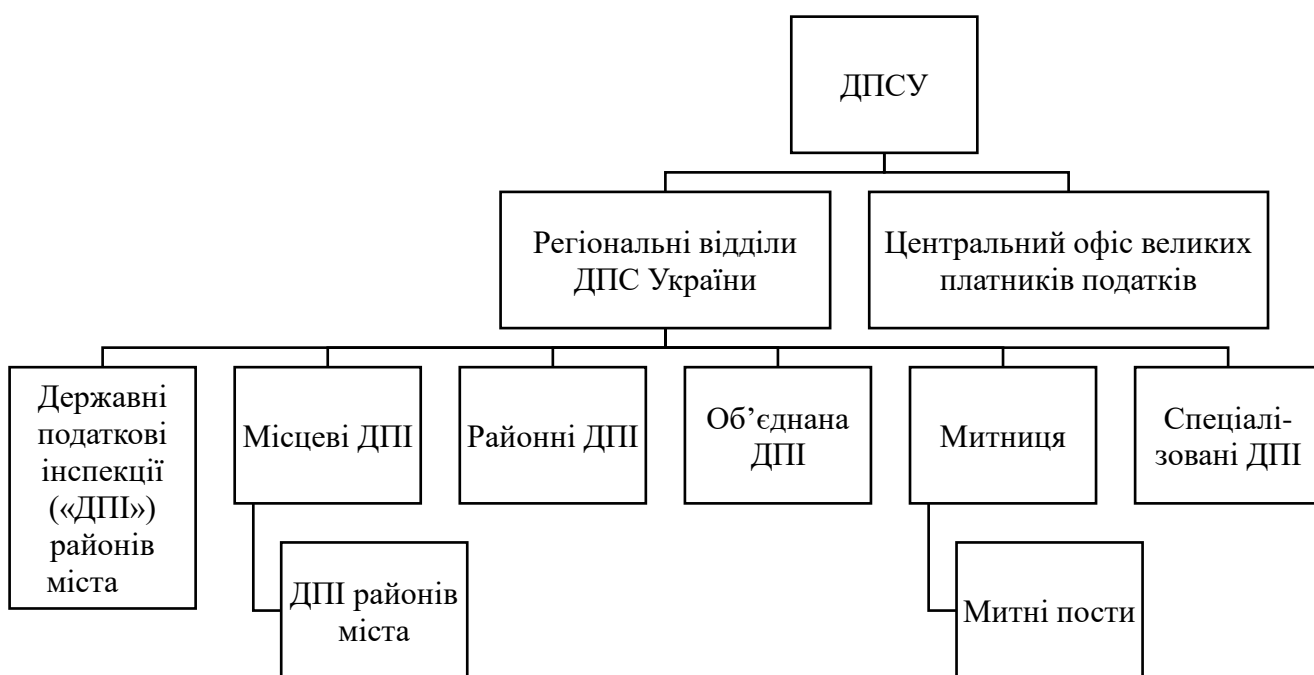 ДПСУ
Регіональні відділи
ДПС України
Центральний офіс великих
платників податків
Державні
податкові
інспекції
(«ДПІ»)
районів
міста
Місцеві ДПІ
Районні ДПІ
Об’єднана
ДПІ
Митниця
Спеціалі-
зовані ДПІ
ДПІ районів
міста
Митні пости